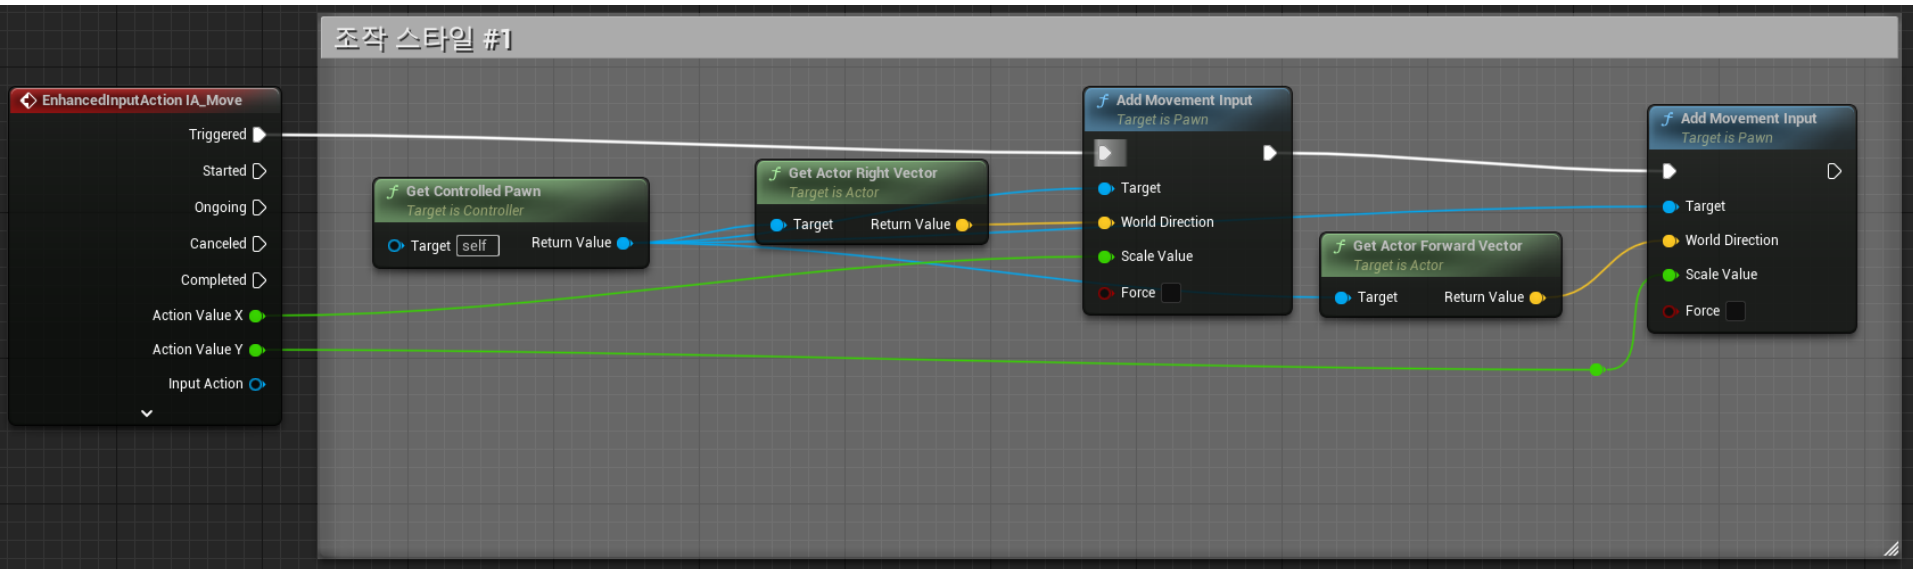 조작 스타일 #1
EnhancedInputAction IA_Move
Triggered
Started
Ongoing
Canceled
Completed
Action Value X
Action Value Y
Input Action
Get Controlled Pawn
Target is Controller
Target self
Return Value
Get Actor Right Vector
Target is Actor
Target
Return Value
Add Movement Input
Target is Pawn
Target
World Direction
Scale Value
Force
Get Actor Forward Vector
Target is Actor
Target
Return Value
Add Movement Input
Target is Pawn
Target
World Direction
Scale Value
Force